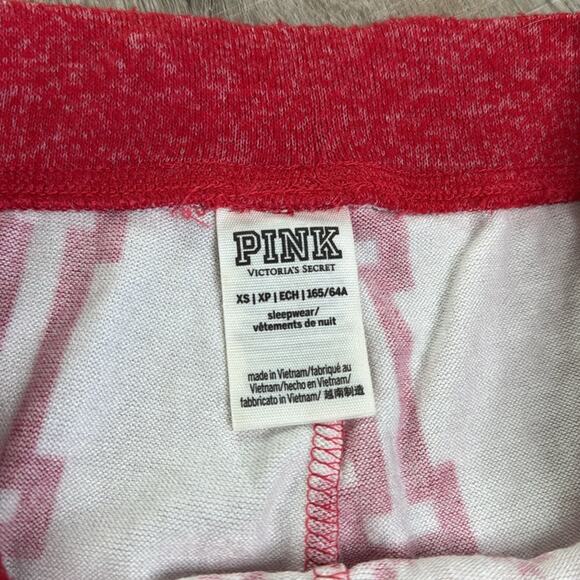 PINK
VICTORIA'S SECRET
XS | XP | ECH | 165/64A
sleepwear/
vêtements de nuit
made in Vietnam/fabriqué au
Vietnam/hecho en Vietnam/
fabbricato in Vietnam/ 越南制造